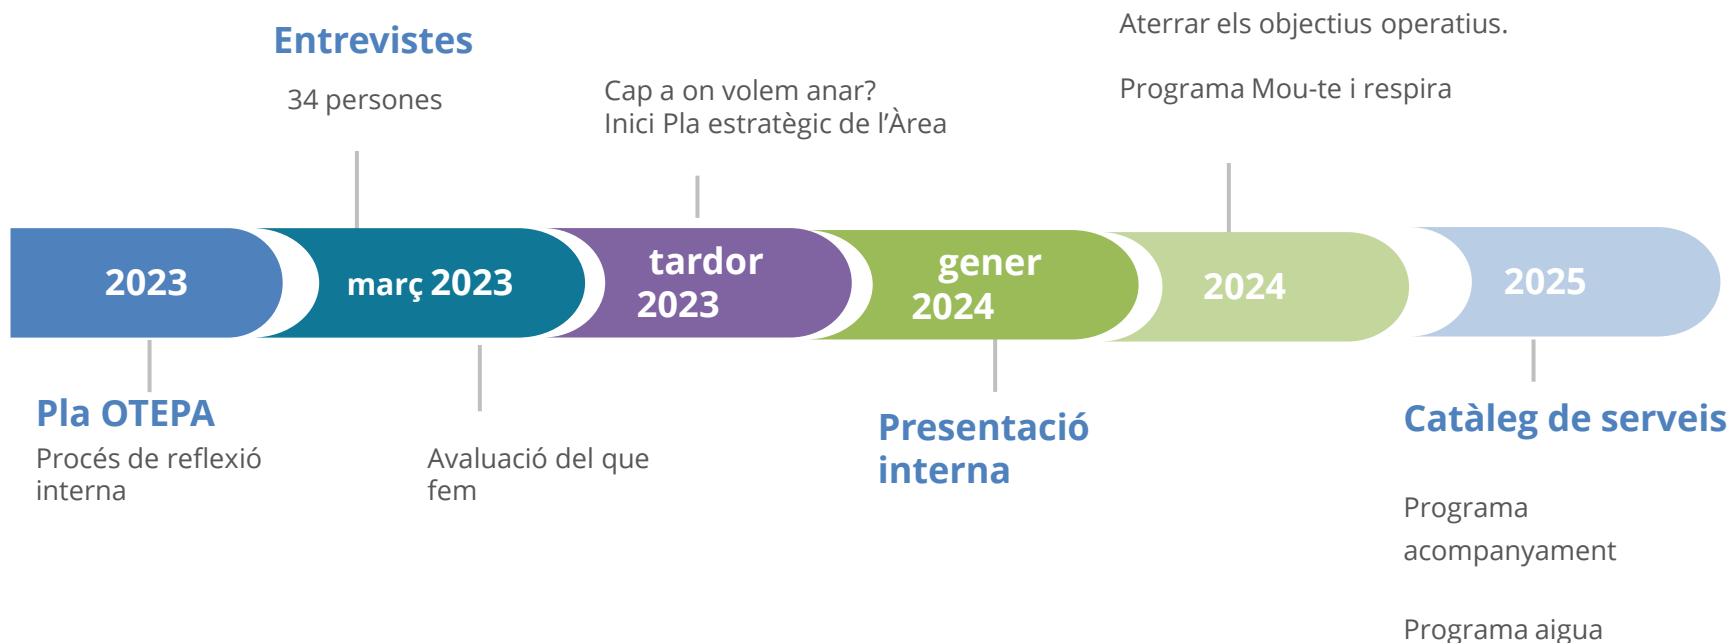 Entrevistes
34 persones
Cap a on volem anar?
Inici Pla estratègic de l’Àrea
Aterrar els objectius operatius.
Programa Mou-te i respira
2023
març 2023
tardor
2023
gener
2024
2024
2025
Pla OTEPA
Procés de reflexió
interna
Avaluació del que
fem
Presentació
interna
Catàleg de serveis
Programa
acompanyament
Programa aigua